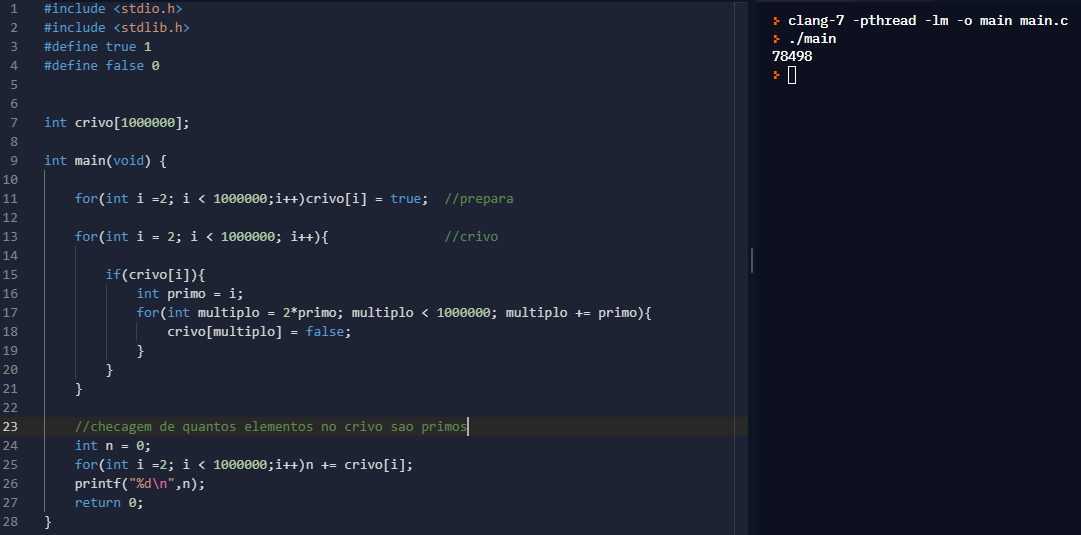 1 #include <stdio.h>
2 #include <stdlib.h>
3 #define true 1
4 #define false 0
5
6
7 int crivo[1000000];
8
9 int main(void) {
10
11     for(int i =2; i < 1000000;i++)crivo[i] = true;  //prepara
12
13     for(int i = 2; i < 1000000; i++){               //crivo
14
15         if(crivo[i]){
16             int primo = i;
17             for(int multiplo = 2*primo; multiplo < 1000000; multiplo += primo){
18                 crivo[multiplo] = false;
19             }
20         }
21     }
22
23     //checagem de quantos elementos no crivo sao primos
24     int n = 0;
25     for(int i =2; i < 1000000;i++)n += crivo[i];
26     printf("%d\n",n);
27     return 0;
28 }
> clang-7 -pthread -lm -o main main.c
> ./main
78498
>